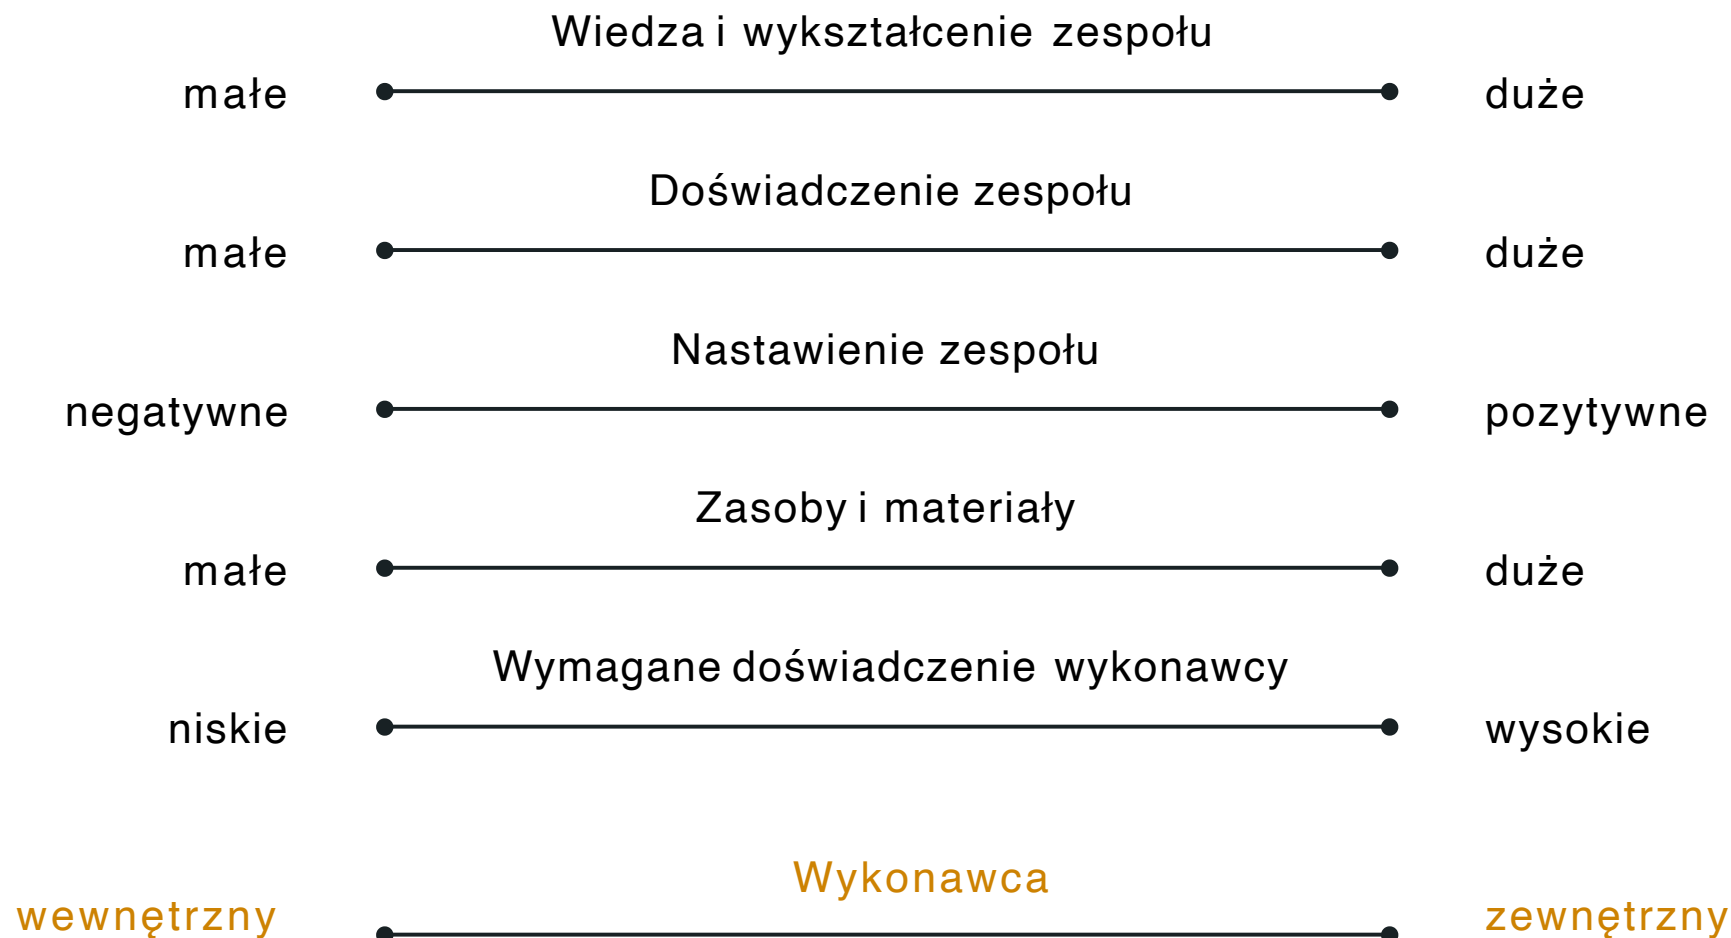 Wiedza i wykształcenie zespołu
małe duże
Doświadczenie zespołu
małe duże
Nastawienie zespołu
negatywne pozytywne
Zasoby i materiały
małe duże
Wymagane doświadczenie wykonawcy
niskie wysokie
Wykonawca
wewnętrzny zewnętrzny